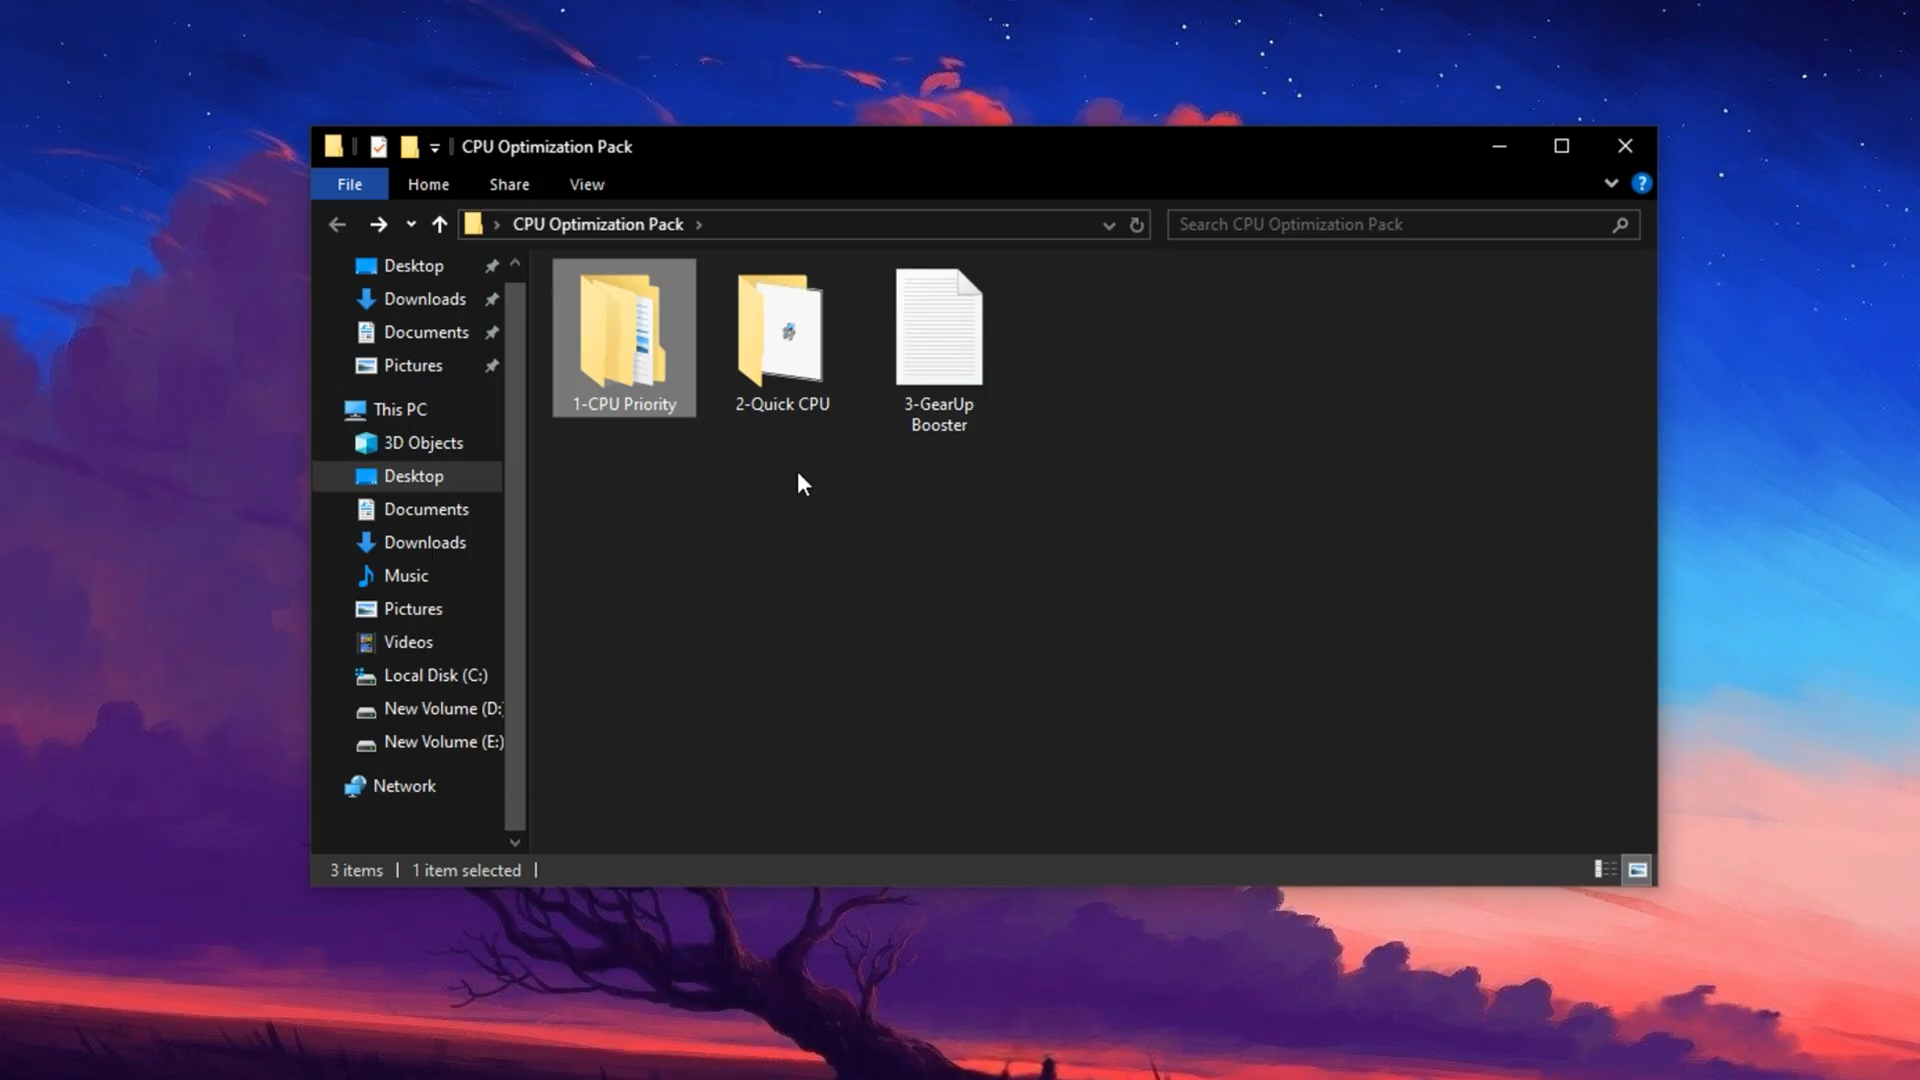 CPU Optimization Pack
File Home Share View
?
CPU Optimization Pack
Search CPU Optimization Pack
Desktop
Downloads
Documents
Pictures
This PC
3D Objects
Desktop
Documents
Downloads
Music
Pictures
Videos
Local Disk (C:)
New Volume (D:
New Volume (E:)
Network
1-CPU Priority
2-Quick CPU
3-GearUp
Booster
3 items 1 item selected